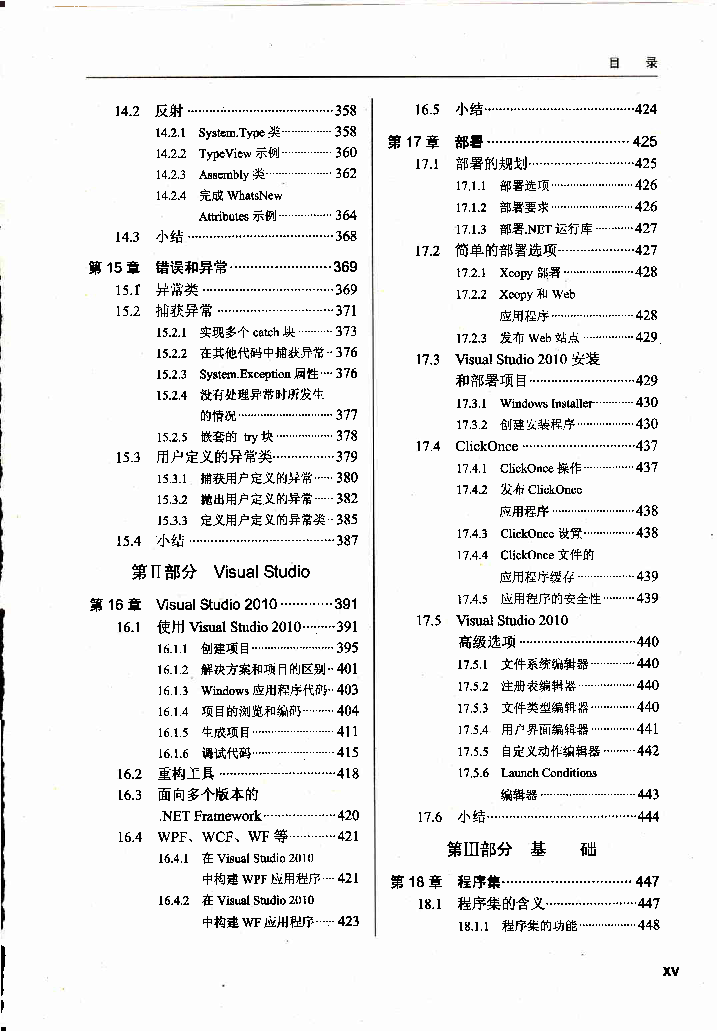 目 录
14.2 反射 358
14.2.1 System.Type 类 358
14.2.2 TypeView 示例 360
14.2.3 Assembly 类 362
14.2.4 完成 WhatsNew
Attributes 示例 364
14.3 小结 368
第 15 章 错误和异常 369
15.1 异常类 369
15.2 捕获异常 371
15.2.1 实现多个 catch 块 373
15.2.2 在其他代码中捕获异常 376
15.2.3 System.Exception 属性 376
15.2.4 没有处理异常时所发生
的情况 377
15.2.5 嵌套的 try 块 378
15.3 用户定义的异常类 379
15.3.1 捕获用户定义的异常 380
15.3.2 抛出用户定义的异常 382
15.3.3 定义用户定义的异常类 385
15.4 小结 387
第Ⅱ部分 Visual Studio
第 16 章 Visual Studio 2010 391
16.1 使用 Visual Studio 2010 391
16.1.1 创建项目 395
16.1.2 解决方案和项目的区别 401
16.1.3 Windows 应用程序代码 403
16.1.4 项目的浏览和编码 404
16.1.5 生成项目 411
16.1.6 调试代码 415
16.2 重构工具 418
16.3 面向多个版本的
.NET Framework 420
16.4 WPF、WCF、WF 等 421
16.4.1 在 Visual Studio 2010
中构建 WPF 应用程序 421
16.4.2 在 Visual Studio 2010
中构建 WF 应用程序 423
16.5 小结 424
第 17 章 部署 425
17.1 部署的规划 425
17.1.1 部署选项 426
17.1.2 部署要求 426
17.1.3 部署.NET 运行库 427
17.2 简单的部署选项 427
17.2.1 Xcopy 部署 428
17.2.2 Xcopy 和 Web
应用程序 428
17.2.3 发布 Web 站点 429
17.3 Visual Studio 2010 安装
和部署项目 429
17.3.1 Windows Installer 430
17.3.2 创建安装程序 430
17.4 ClickOnce 437
17.4.1 ClickOnce 操作 437
17.4.2 发布 ClickOnce
应用程序 438
17.4.3 ClickOnce 设置 438
17.4.4 ClickOnce 文件的
应用程序缓存 439
17.4.5 应用程序的安全性 439
17.5 Visual Studio 2010
高级选项 440
17.5.1 文件系统编辑器 440
17.5.2 注册表编辑器 440
17.5.3 文件类型编辑器 440
17.5.4 用户界面编辑器 441
17.5.5 自定义动作编辑器 442
17.5.6 Launch Conditions
编辑器 443
17.6 小结 444
第Ⅲ部分 基 础
第 18 章 程序集 447
18.1 程序集的含义 447
18.1.1 程序集的功能 448
XV